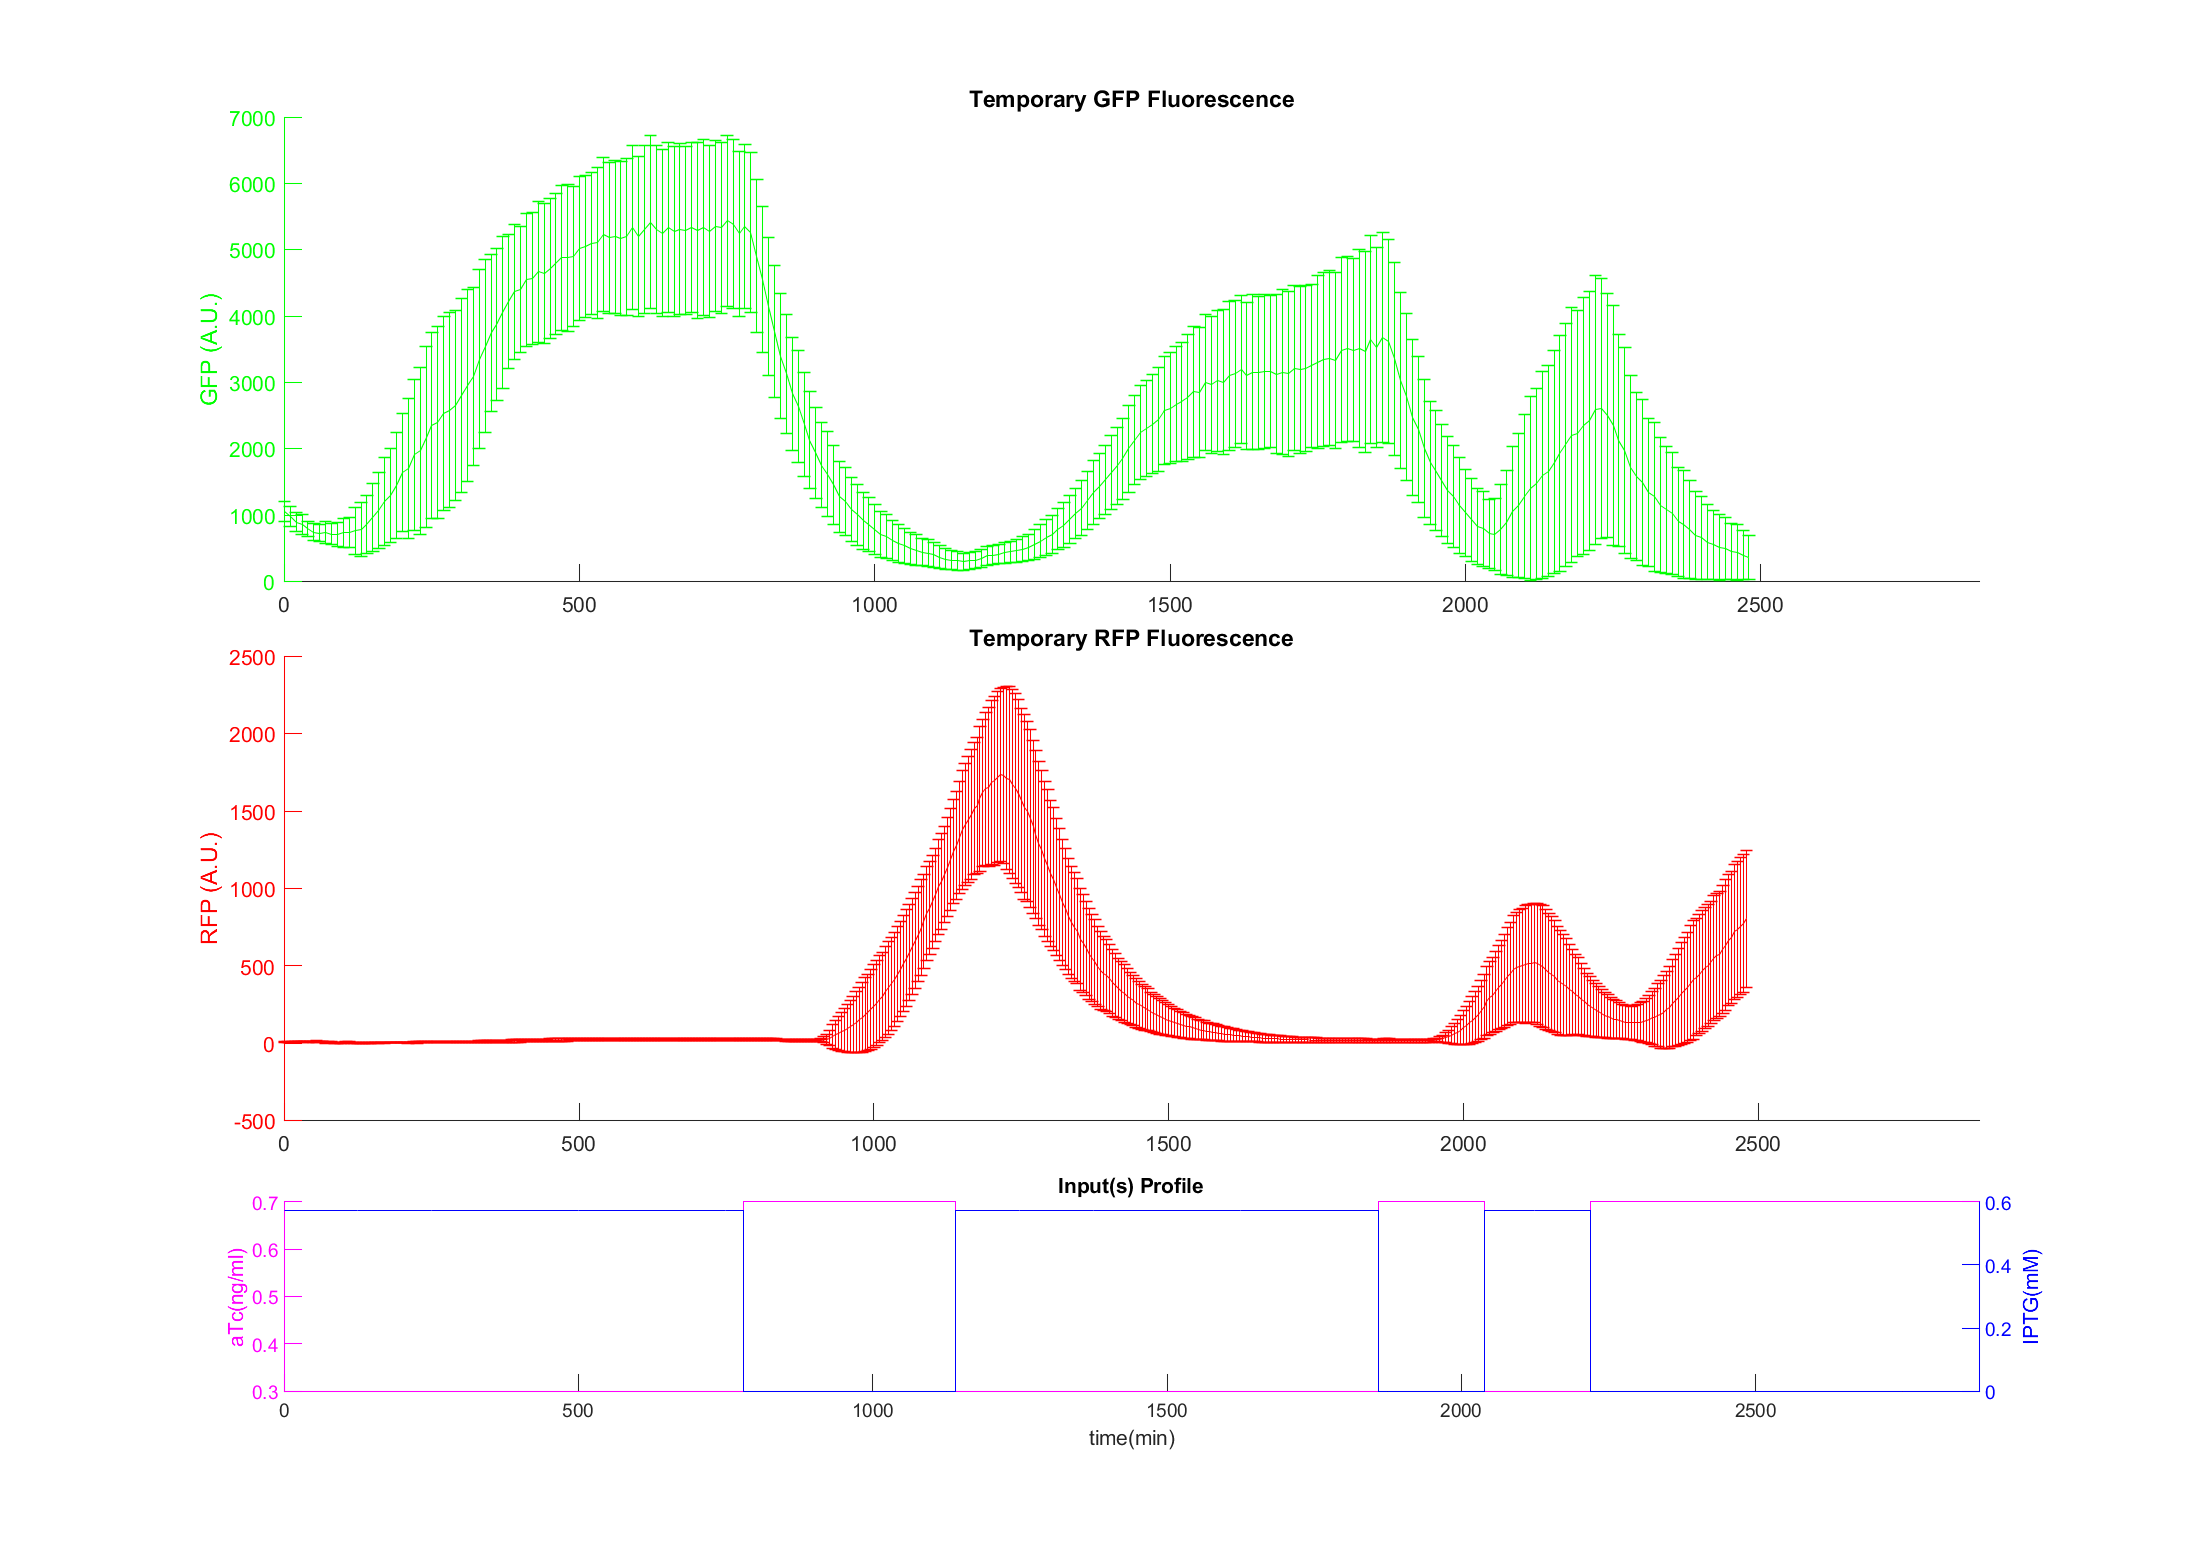 Temporary GFP Fluorescence
7000
6000
5000
4000
3000
2000
1000
0
GFP (A.U.)
0 500 1000 1500 2000 2500
Temporary RFP Fluorescence
2500
2000
1500
1000
500
0
-500
RFP (A.U.)
0 500 1000 1500 2000 2500
Input(s) Profile
0.7
0.6
0.5
0.4
0.3
aTc(ng/ml)
0.6
0.4
0.2
0
IPTG(mM)
0 500 1000 1500 2000 2500
time(min)